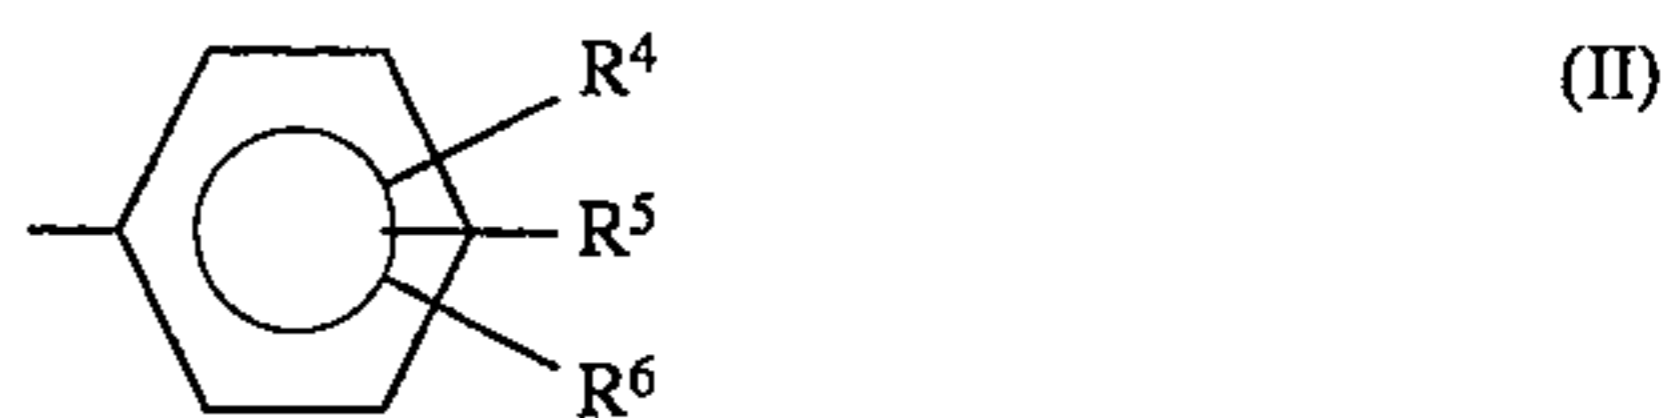 R⁴ (II)
R⁵
R⁶